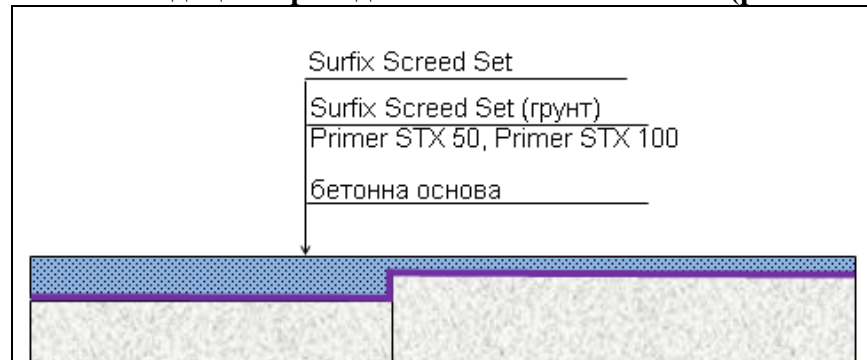 Surfix Screed Set
Surfix Screed Set (грунт)
Primer STX 50, Primer STX 100
бетонна основа